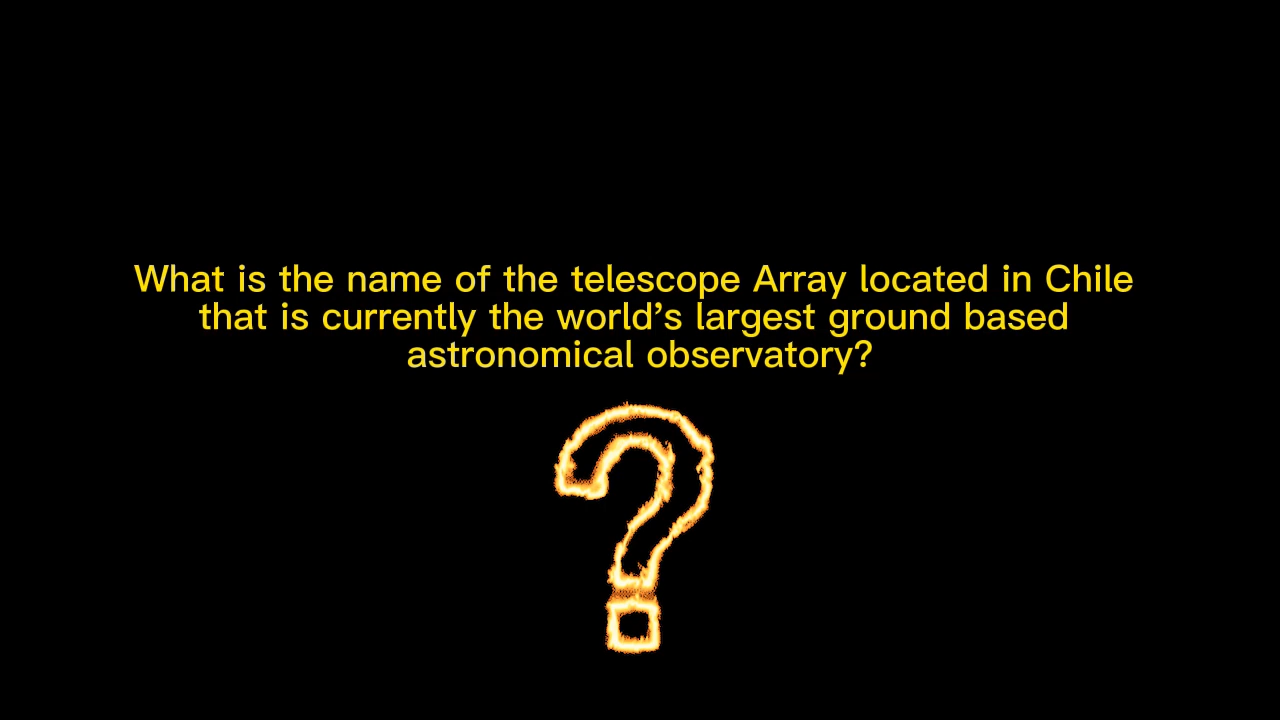 What is the name of the telescope Array located in Chile
that is currently the world’s largest ground based
astronomical observatory?
?